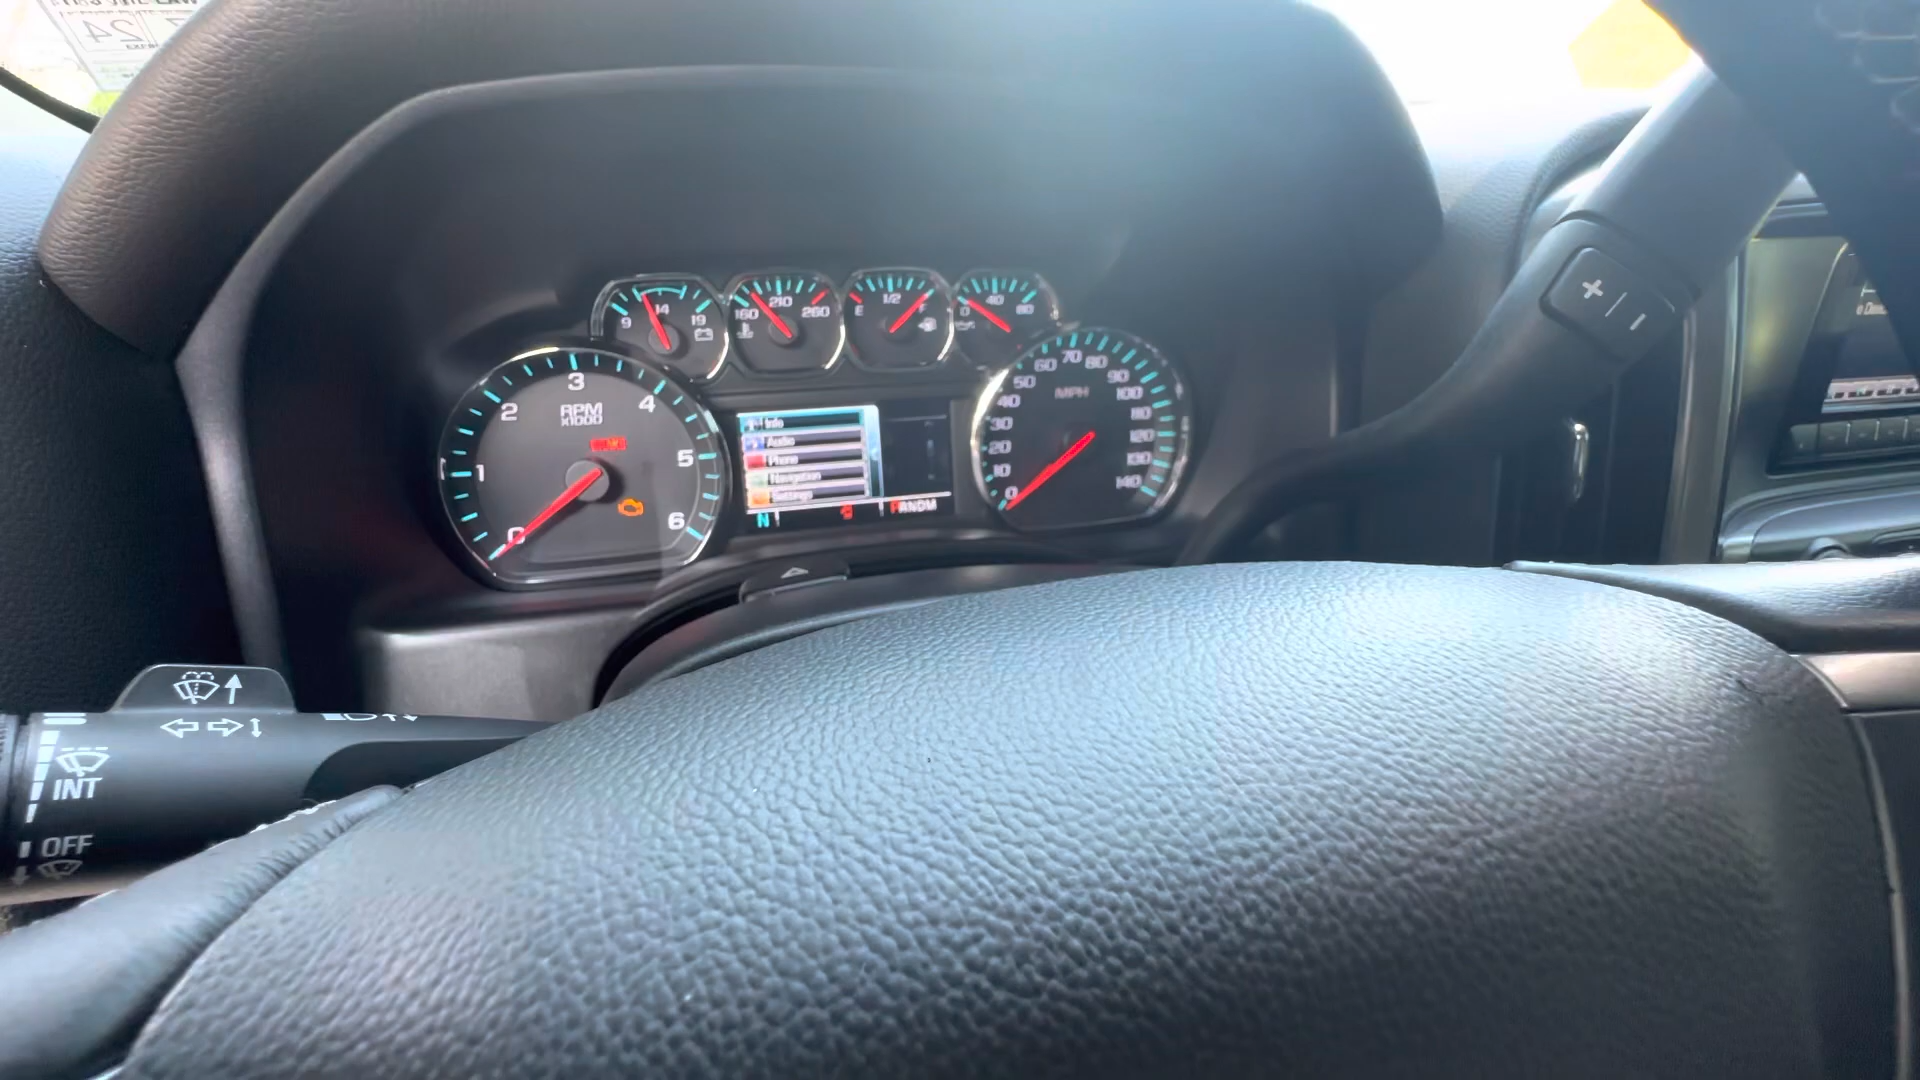 24
9 14 19
160 210 260
E 1/2 F
0 40 80
RPM
x1000
0 1 2 3 4 5 6
Info
Audio
Phone
Navigation
Settings
N
PRNDM
MPH
0 10 20 30 40 50 60 70 80 90 100 110 120 130 140
+ -
INT
OFF